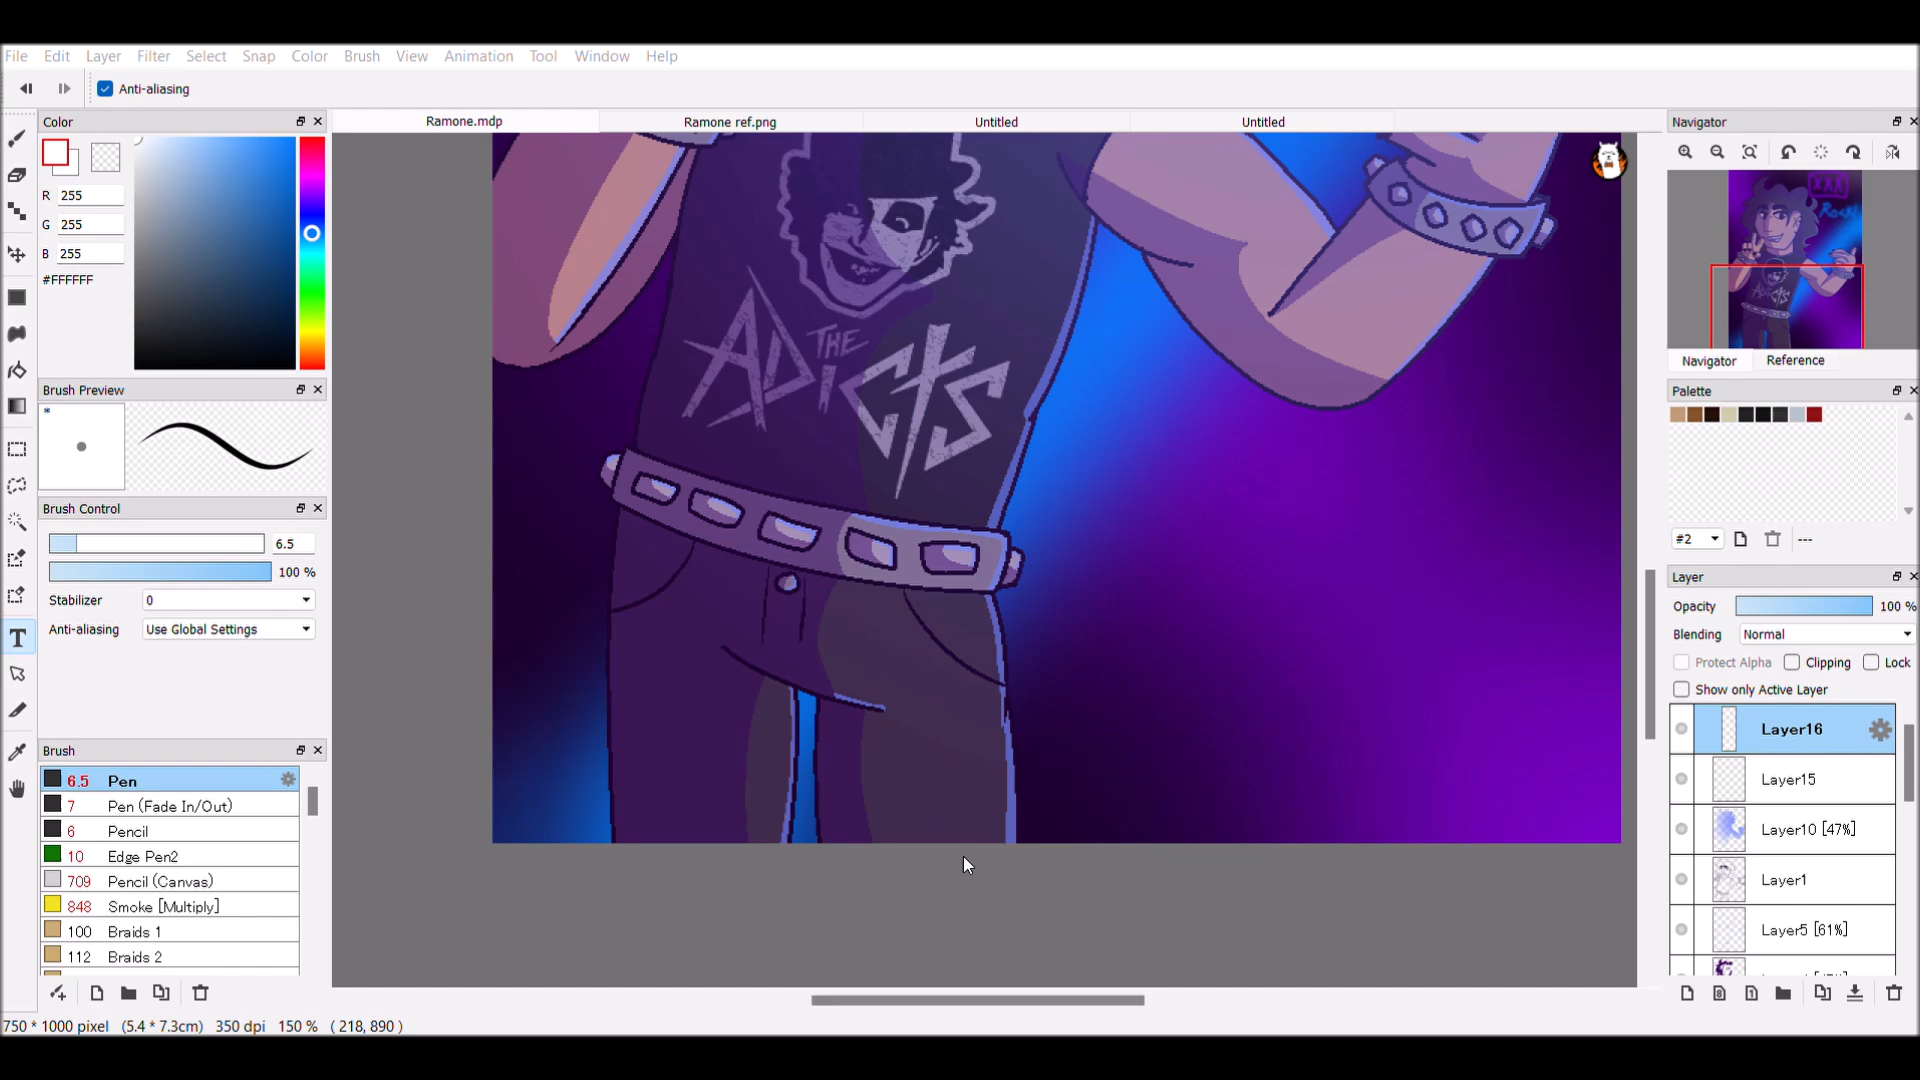 File Edit Layer Filter Select Snap Color Brush View Animation Tool Window Help
Anti-aliasing
Color
Ramone.mdp
Ramone ref.png
Untitled
Untitled
Navigator
R 255
G 255
B 255
#FFFFFF
XXX
Rock!
THE
ADICTS
Navigator
Reference
Brush Preview
Palette
#2
---
Brush Control
6.5
100 %
Stabilizer 0
Anti-aliasing Use Global Settings
Layer
Opacity 100 %
Blending Normal
Protect Alpha Clipping Lock
Show only Active Layer
Layer16
Layer15
Layer10 [47%]
Layer1
Layer5 [61%]
Brush
6.5 Pen
7 Pen (Fade In/Out)
6 Pencil
10 Edge Pen2
709 Pencil (Canvas)
848 Smoke [Multiply]
100 Braids 1
112 Braids 2
750 * 1000 pixel (5.4 * 7.3cm) 350 dpi 150 % ( 218, 890 )